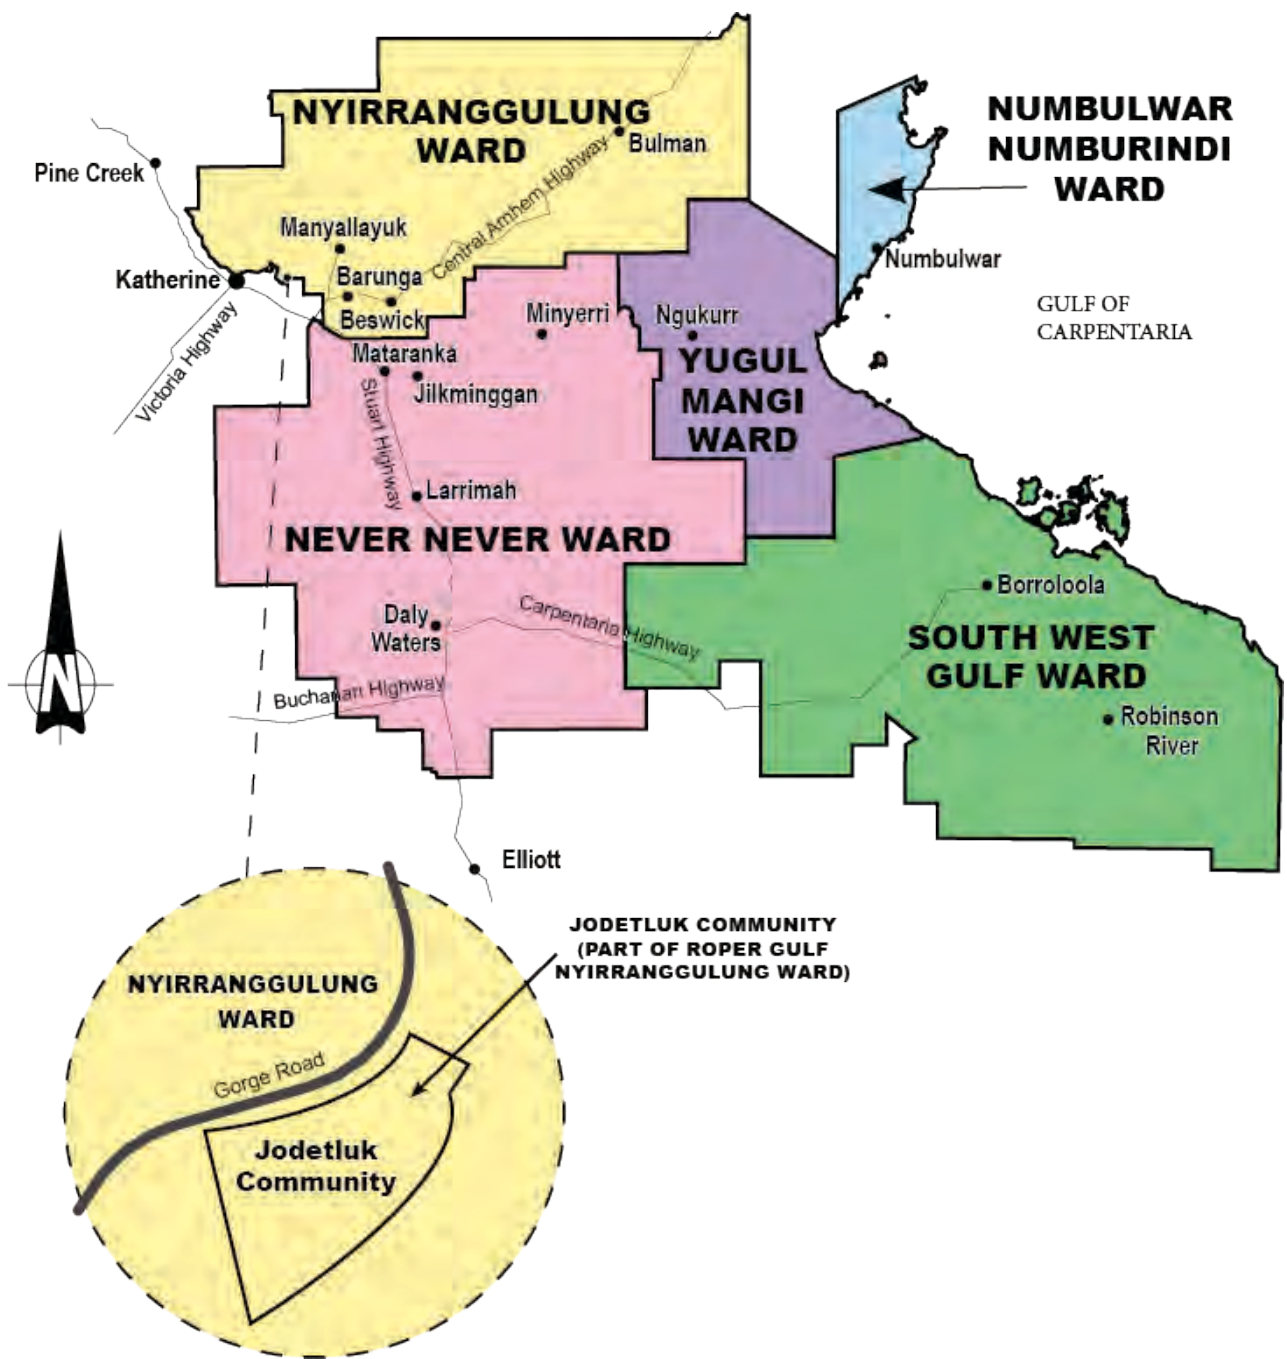 NYIRRANGGULUNG
WARD
NUMBULWAR
NUMBURINDI
WARD
Pine Creek
Bulman
Central Arnhem Highway
Manyallayuk
Katherine
Barunga
Beswick
Numbulwar
GULF OF
CARPENTARIA
Victoria Highway
Minyerri
Ngukurr
Mataranka
Jilkminggan
YUGUL
MANGI
WARD
Stuart Highway
Larrimah
NEVER NEVER WARD
Daly
Waters
Carpentaria Highway
Borroloola
SOUTH WEST
GULF WARD
N
Buchanan Highway
Robinson
River
Elliott
JODETLUK COMMUNITY
(PART OF ROPER GULF
NYIRRANGGULUNG WARD)
NYIRRANGGULUNG
WARD
Gorge Road
Jodetluk
Community